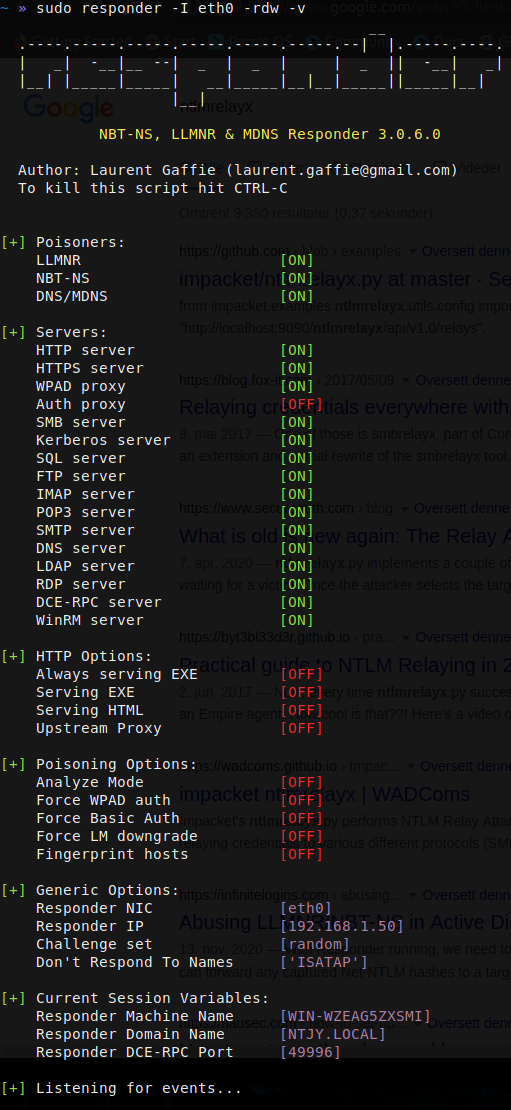 ~ » sudo responder -I eth0 -rdw -v
NBT-NS, LLMNR & MDNS Responder 3.0.6.0
Author: Laurent Gaffie (laurent.gaffie@gmail.com)
To kill this script hit CTRL-C
[+] Poisoners:
LLMNR [ON]
NBT-NS [ON]
DNS/MDNS [ON]
[+] Servers:
HTTP server [ON]
HTTPS server [ON]
WPAD proxy [ON]
Auth proxy [OFF]
SMB server [ON]
Kerberos server [ON]
SQL server [ON]
FTP server [ON]
IMAP server [ON]
POP3 server [ON]
SMTP server [ON]
DNS server [ON]
LDAP server [ON]
RDP server [ON]
DCE-RPC server [ON]
WinRM server [ON]
[+] HTTP Options:
Always serving EXE [OFF]
Serving EXE [OFF]
Serving HTML [OFF]
Upstream Proxy [OFF]
[+] Poisoning Options:
Analyze Mode [OFF]
Force WPAD auth [OFF]
Force Basic Auth [OFF]
Force LM downgrade [OFF]
Fingerprint hosts [OFF]
[+] Generic Options:
Responder NIC [eth0]
Responder IP [192.168.1.50]
Challenge set [random]
Don't Respond To Names ['ISATAP']
[+] Current Session Variables:
Responder Machine Name [WIN-WZEAG5ZXSMI]
Responder Domain Name [NTJY.LOCAL]
Responder DCE-RPC Port [49996]
[+] Listening for events...